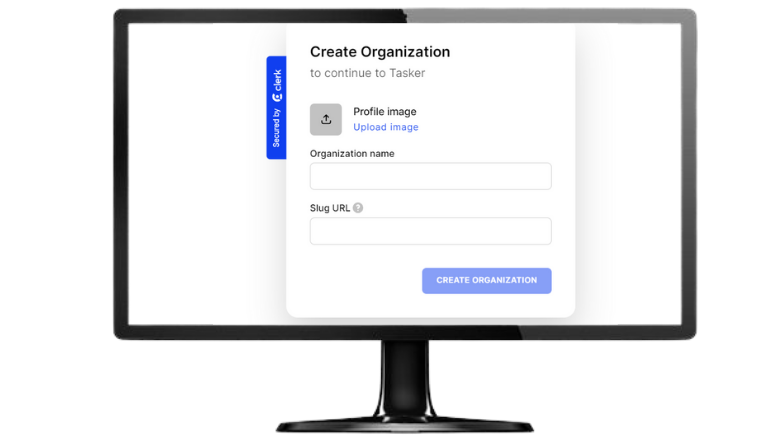 Create Organization
to continue to Tasker
Secured by clerk
Profile image
Upload image
Organization name
Slug URL ?
CREATE ORGANIZATION